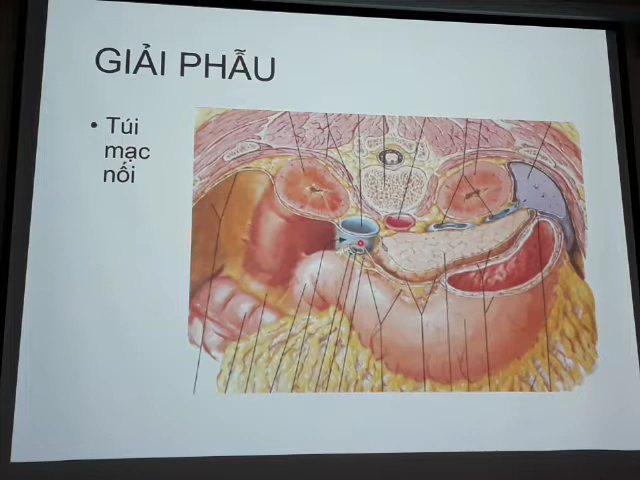 GIẢI PHẪU
• Túi
mạc
nối